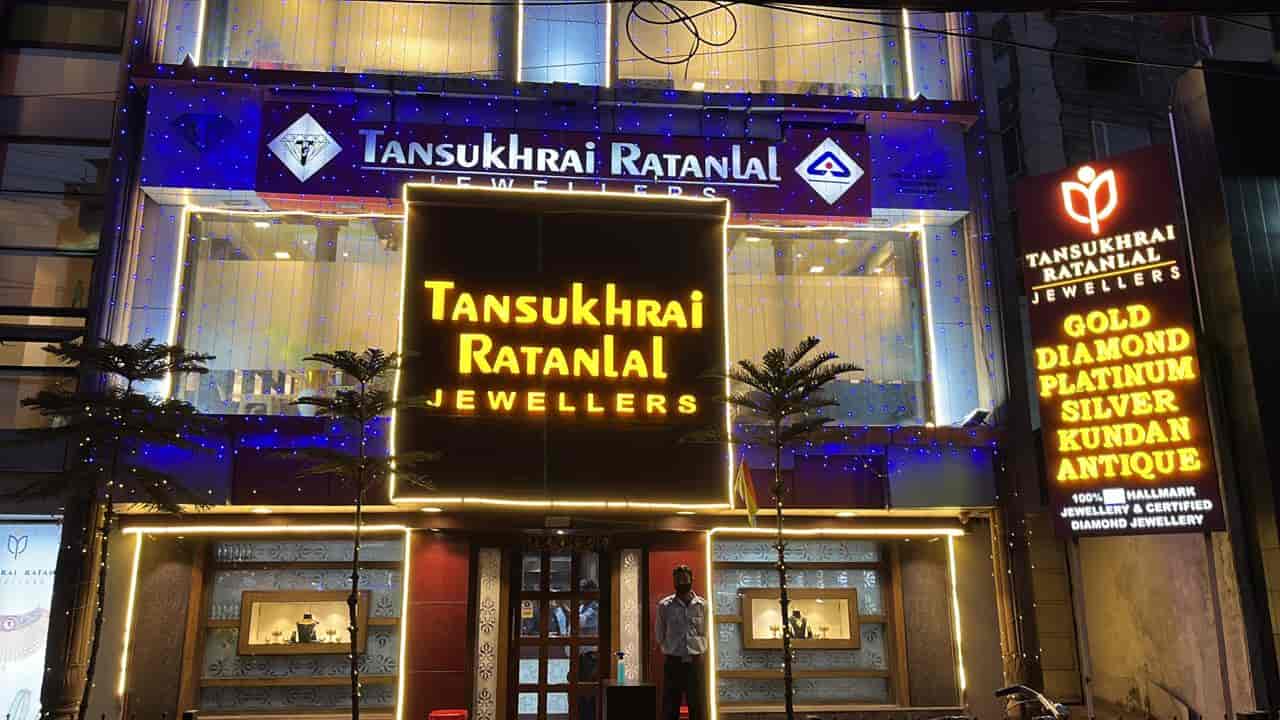 Tansukhrai Ratanlal
JEWELLERS
Tansukhrai
Ratanlal
JEWELLERS
TANSUKHRAI
RATANLAL
JEWELLERS
GOLD
DIAMOND
PLATINUM
SILVER
KUNDAN
ANTIQUE
100% HALLMARK
JEWELLERY & CERTIFIED
DIAMOND JEWELLERY
RATAN